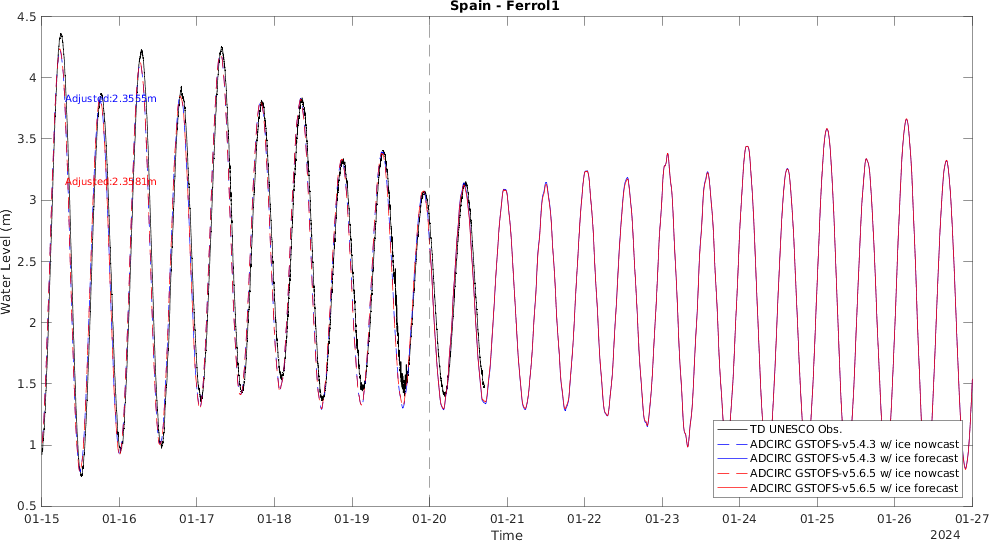 Spain - Ferrol1
4.5
4
3.5
3
2.5
2
1.5
1
0.5
Water Level (m)
Adjusted:2.3555m
Adjusted:2.3581m
TD UNESCO Obs.
ADCIRC GSTOFS-v5.4.3 w/ ice nowcast
ADCIRC GSTOFS-v5.4.3 w/ ice forecast
ADCIRC GSTOFS-v5.6.5 w/ ice nowcast
ADCIRC GSTOFS-v5.6.5 w/ ice forecast
01-15 01-16 01-17 01-18 01-19 01-20 01-21 01-22 01-23 01-24 01-25 01-26 01-27
Time
2024